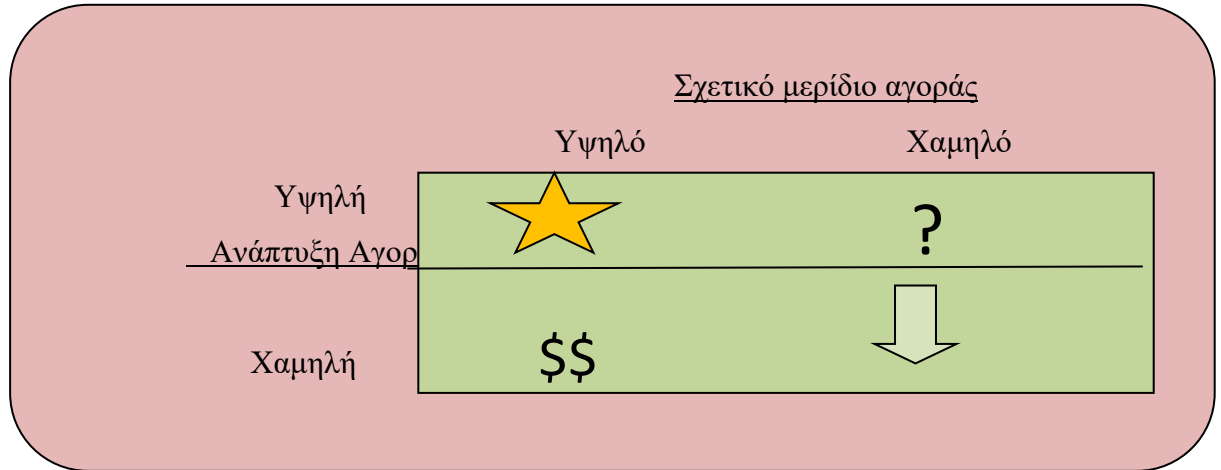 Σχετικό μερίδιο αγοράς
Υψηλό Χαμηλό
Υψηλή
?
Ανάπτυξη Αγορ
Χαμηλή
$$